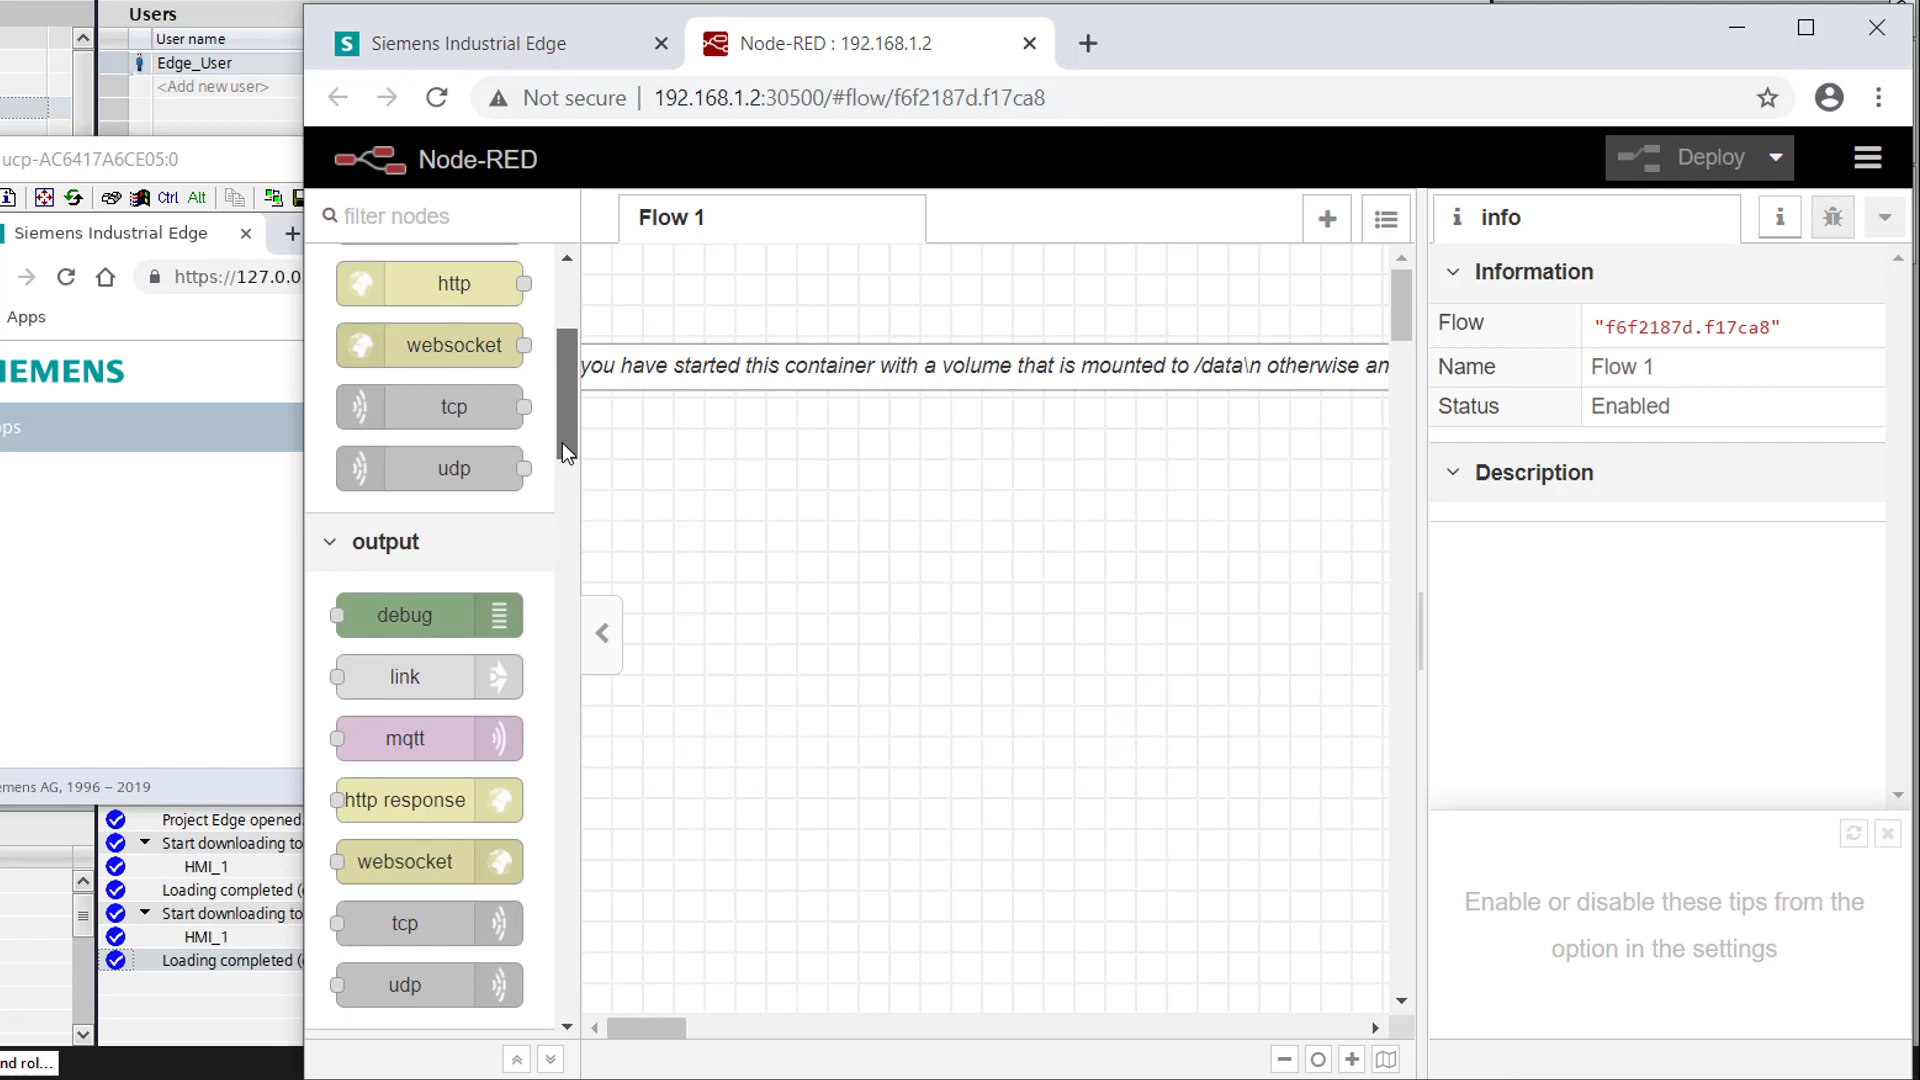 Users
User name
Edge_User
<Add new user>
ucp-AC6417A6CE05:0
Ctrl Alt
Siemens Industrial Edge
https://127.0.0
Apps
IEMENS
ops
emens AG, 1996 – 2019
Project Edge opened.
Start downloading to
HMI_1
Loading completed (
Start downloading to
HMI_1
Loading completed (
nd rol...
S Siemens Industrial Edge
Node-RED : 192.168.1.2
Not secure | 192.168.1.2:30500/#flow/f6f2187d.f17ca8
Node-RED
Deploy
filter nodes
http
websocket
tcp
udp
output
debug
link
mqtt
http response
websocket
tcp
udp
Flow 1
you have started this container with a volume that is mounted to /data\n otherwise an
i info
i
Information
Flow "f6f2187d.f17ca8"
Name Flow 1
Status Enabled
Description
Enable or disable these tips from the
option in the settings